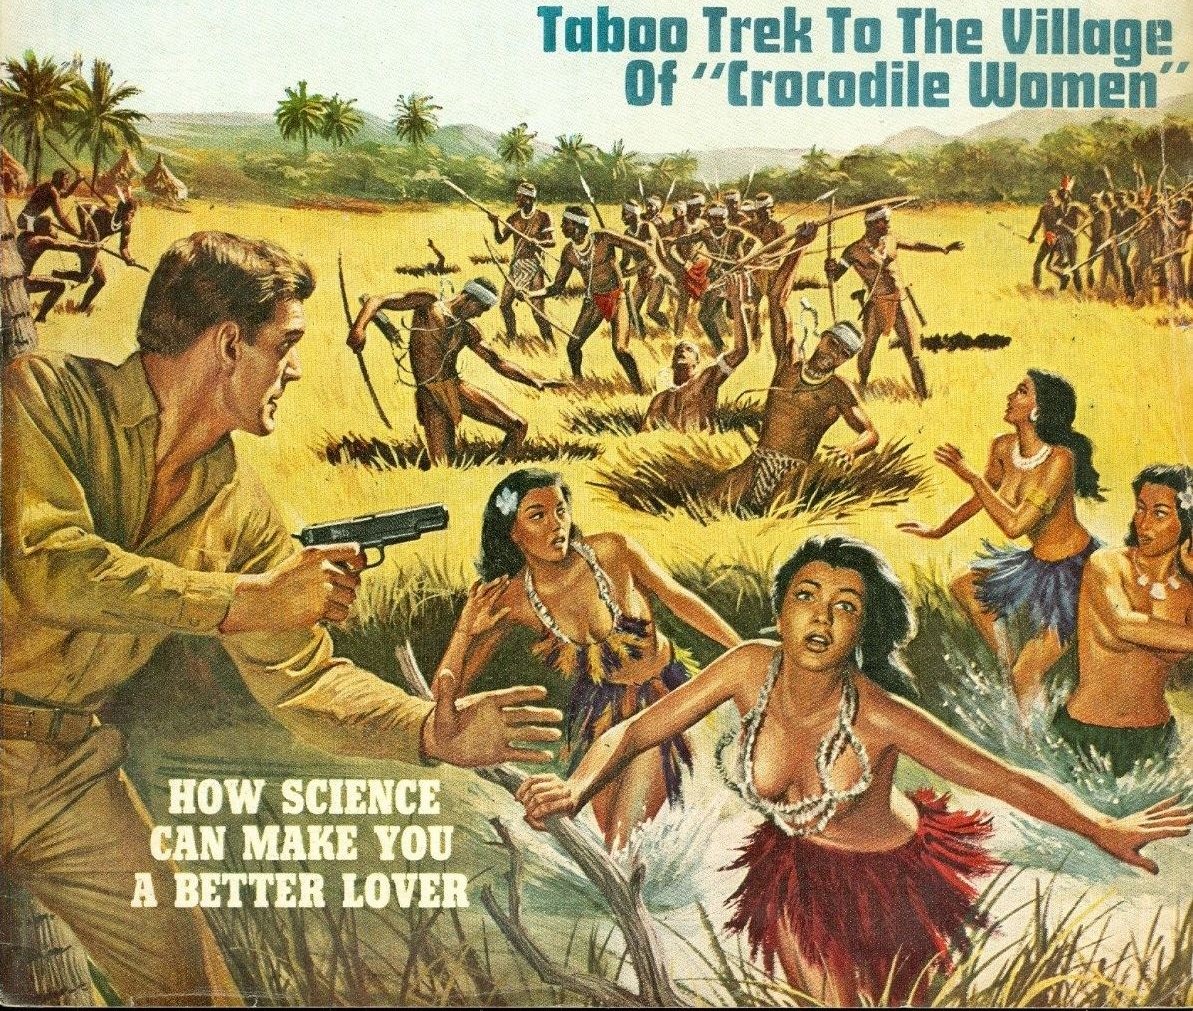 Taboo Trek To The Village
Of "Crocodile Women"
HOW SCIENCE
CAN MAKE YOU
A BETTER LOVER